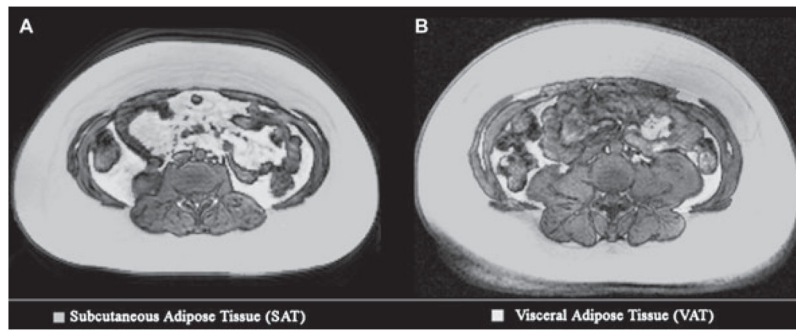 A
B
Subcutaneous Adipose Tissue (SAT)
Visceral Adipose Tissue (VAT)